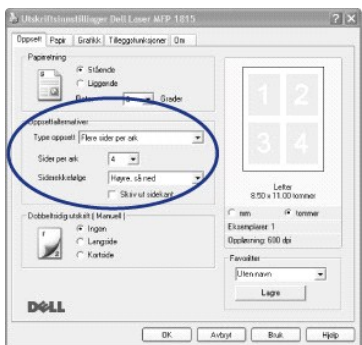 Utskriftsinnstillinger Dell Laser MFP 1815
Oppsett Papir Grafikk Tilleggsfunksjoner Om
Papirretning
Stående
Liggende
Grader
Oppsettalternativer
Type oppsett Flere sider per ark
Sider per ark 4
Siderekkefølge Høyre, så ned
Skriv ut sidekant
Dobbeltsidig utskrift ( Manuell )
Ingen
Langside
Kortside
DELL
1 2
3 4
Letter
8.50 x 11.00 tommer
mm tommer
Eksemplarer: 1
Oppløsning: 600 dpi
Favoritter
Uten navn
Lagre
OK Avbryt Bruk Hjelp